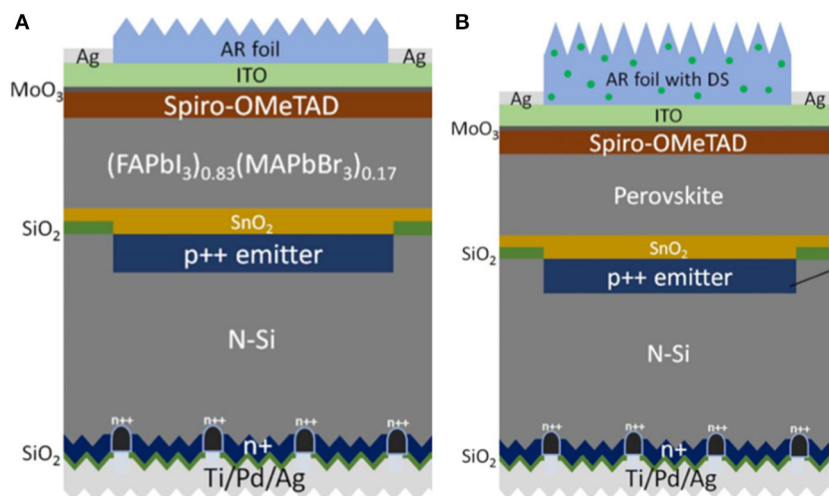 A
AR foil
Ag
Ag
ITO
MoO₃
Spiro-OMeTAD
(FAPbI₃)₀.₈₃(MAPbBr₃)₀.₁₇
SnO₂
SiO₂
p++ emitter
N-Si
n++ n++ n++ n++
n+
SiO₂
Ti/Pd/Ag
B
AR foil with DS
Ag
Ag
ITO
MoO₃
Spiro-OMeTAD
Perovskite
SnO₂
SiO₂
p++ emitter
N-Si
n++ n++ n++ n++
n+
SiO₂
Ti/Pd/Ag